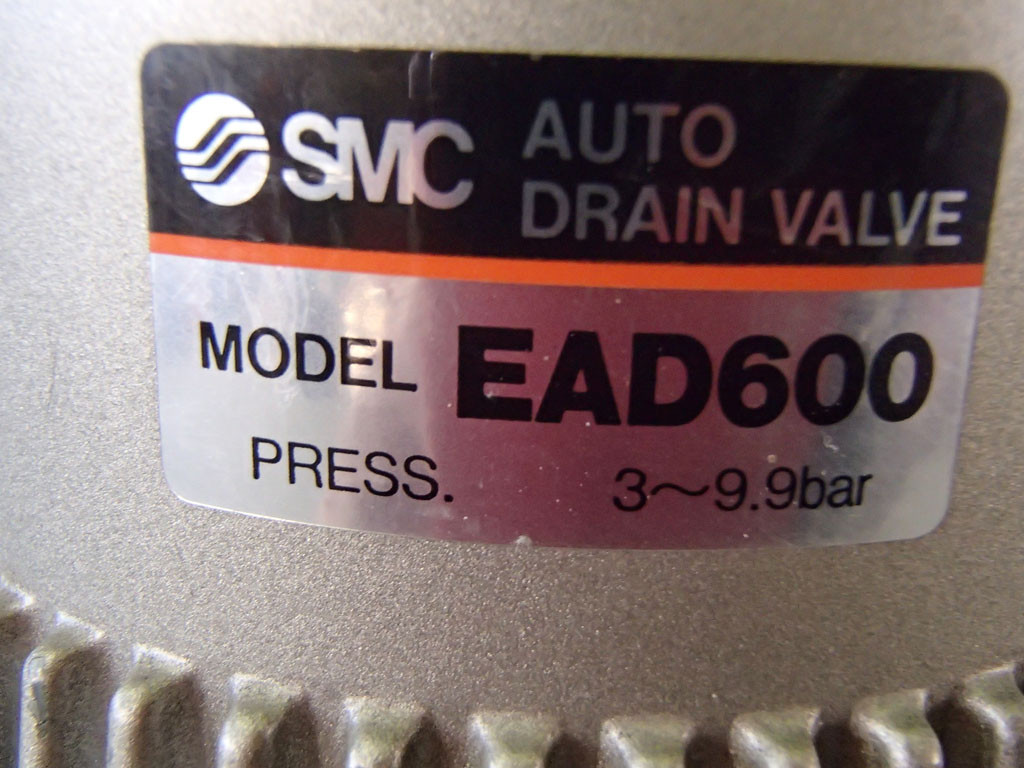 SMC AUTO
DRAIN VALVE
MODEL EAD600
PRESS. 3~9.9bar